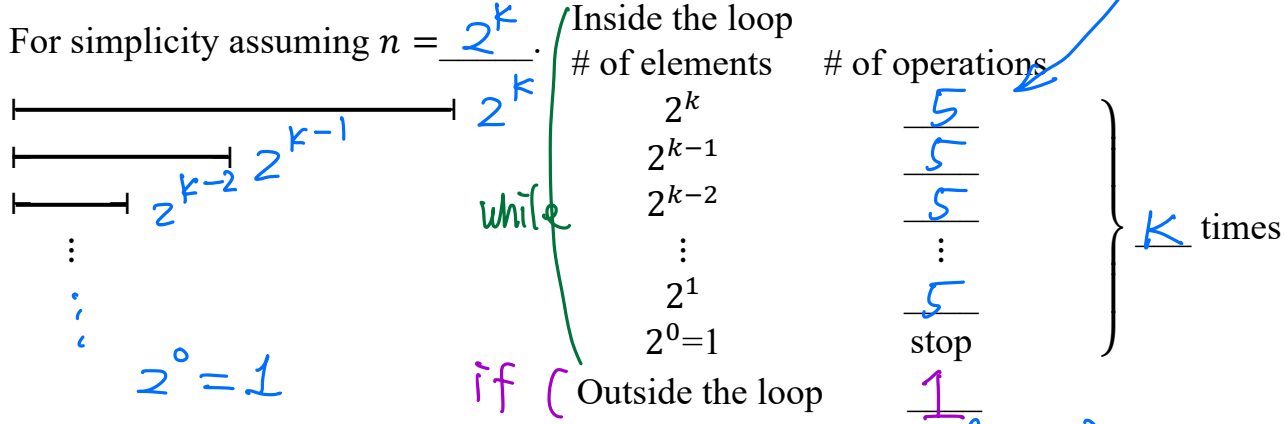 For simplicity assuming 𝑛 = 2^k.
2^k
2^{k-1}
2^{k-2}
⋮
⋮
2^0 = 1
while
Inside the loop
# of elements # of operations
2^k 5
2^{k-1} 5
2^{k-2} 5
⋮ ⋮
2^1 5
2^0=1 stop
K times
if ( Outside the loop 1